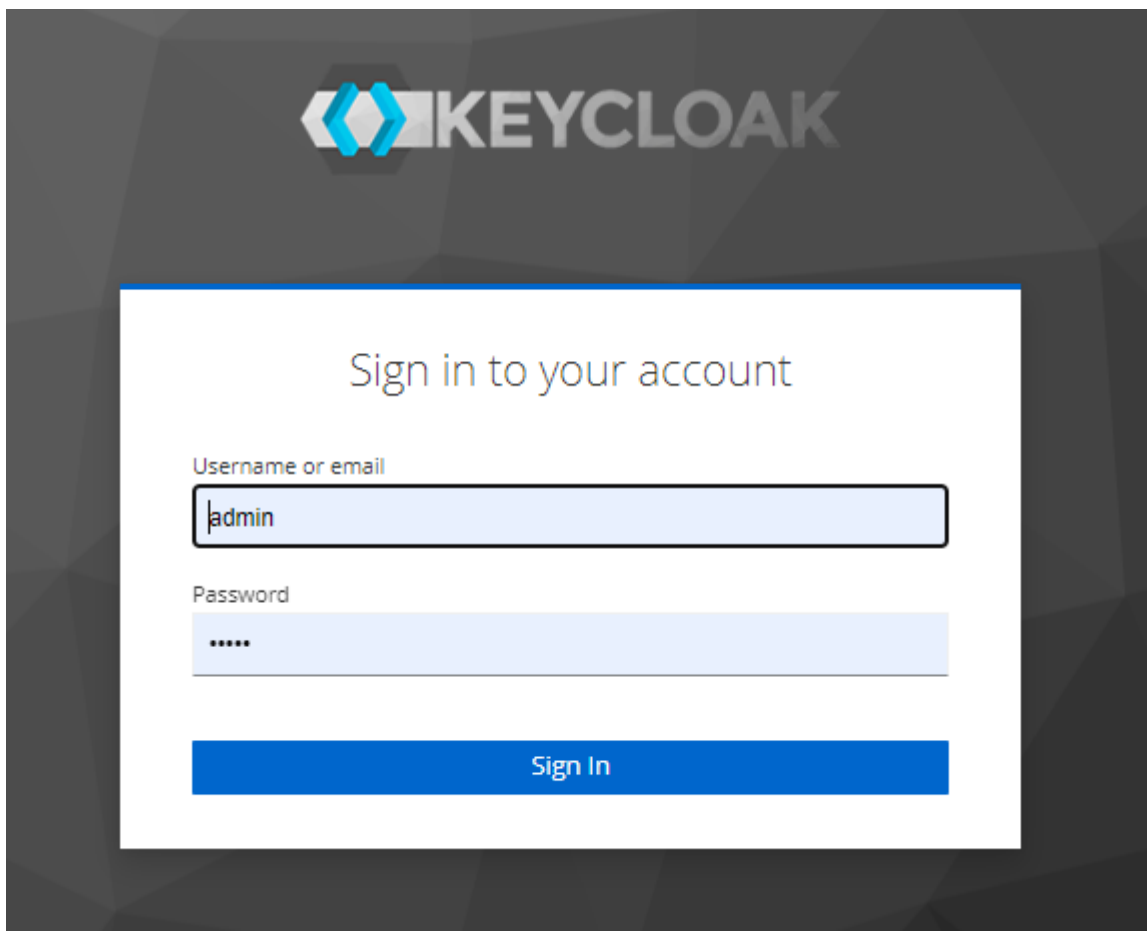 KEYCLOAK
Sign in to your account
Username or email
admin
Password
•••••
Sign In